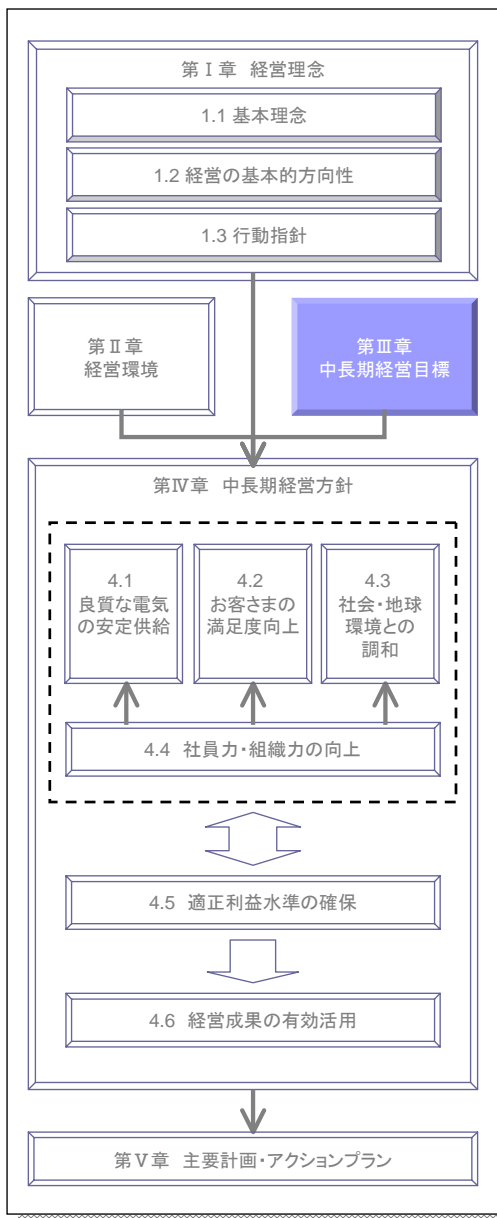 第Ⅰ章 経営理念
1.1 基本理念
1.2 経営の基本的方向性
1.3 行動指針
第Ⅱ章
経営環境
第Ⅲ章
中長期経営目標
第Ⅳ章 中長期経営方針
4.1
良質な電気
の安定供給
4.2
お客さまの
満足度向上
4.3
社会・地球
環境との
調和
4.4 社員力・組織力の向上
4.5 適正利益水準の確保
4.6 経営成果の有効活用
第Ⅴ章 主要計画・アクションプラン